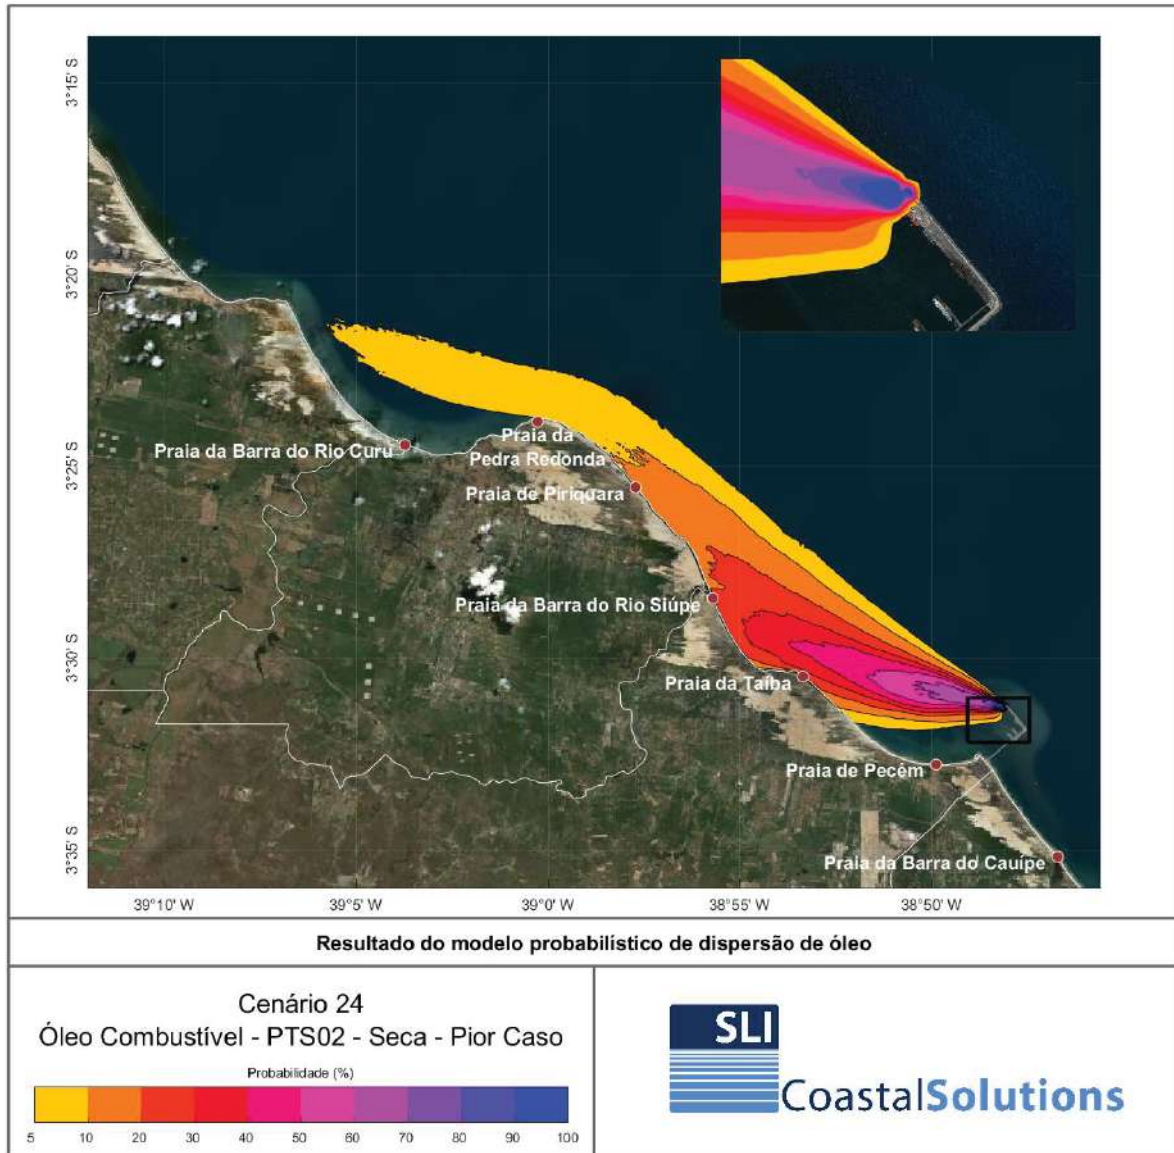 3°15' S
3°20' S
3°25' S
3°30' S
3°35' S
Praia da Barra do Rio Curu
Praia da
Pedra Redonda
Praia de Piriquara
Praia da Barra do Rio Siúpe
Praia da Taíba
Praia de Pecém
Praia da Barra do Cauípe
39°10' W
39°5' W
39°0' W
38°55' W
38°50' W
Resultado do modelo probabilístico de dispersão de óleo
Cenário 24
Óleo Combustível - PTS02 - Seca - Pior Caso
Probabilidade (%)
5 10 20 30 40 50 60 70 80 90 100
SLI
CoastalSolutions